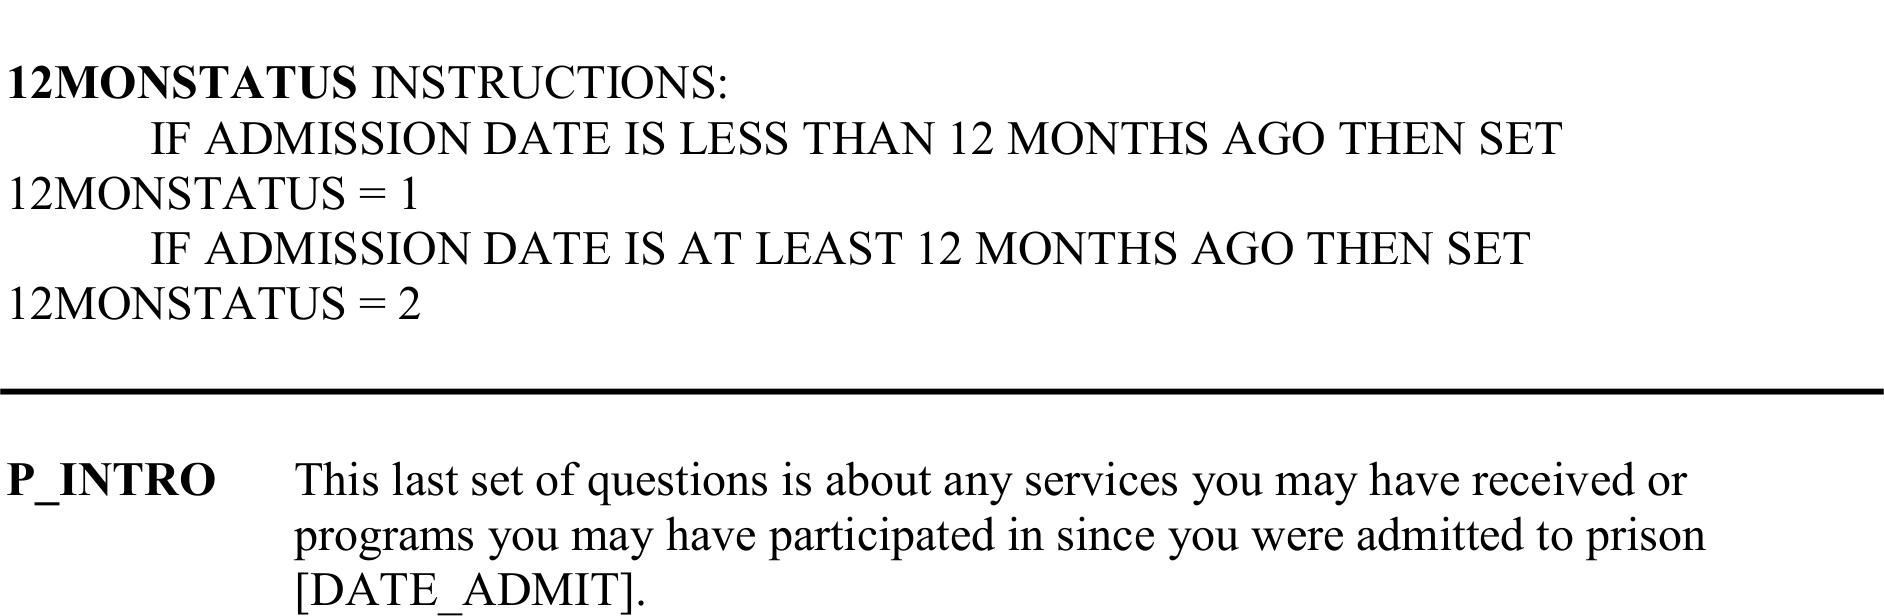 12MONSTATUS INSTRUCTIONS:
IF ADMISSION DATE IS LESS THAN 12 MONTHS AGO THEN SET
12MONSTATUS = 1
IF ADMISSION DATE IS AT LEAST 12 MONTHS AGO THEN SET
12MONSTATUS = 2
P_INTRO This last set of questions is about any services you may have received or
programs you may have participated in since you were admitted to prison
[DATE_ADMIT].